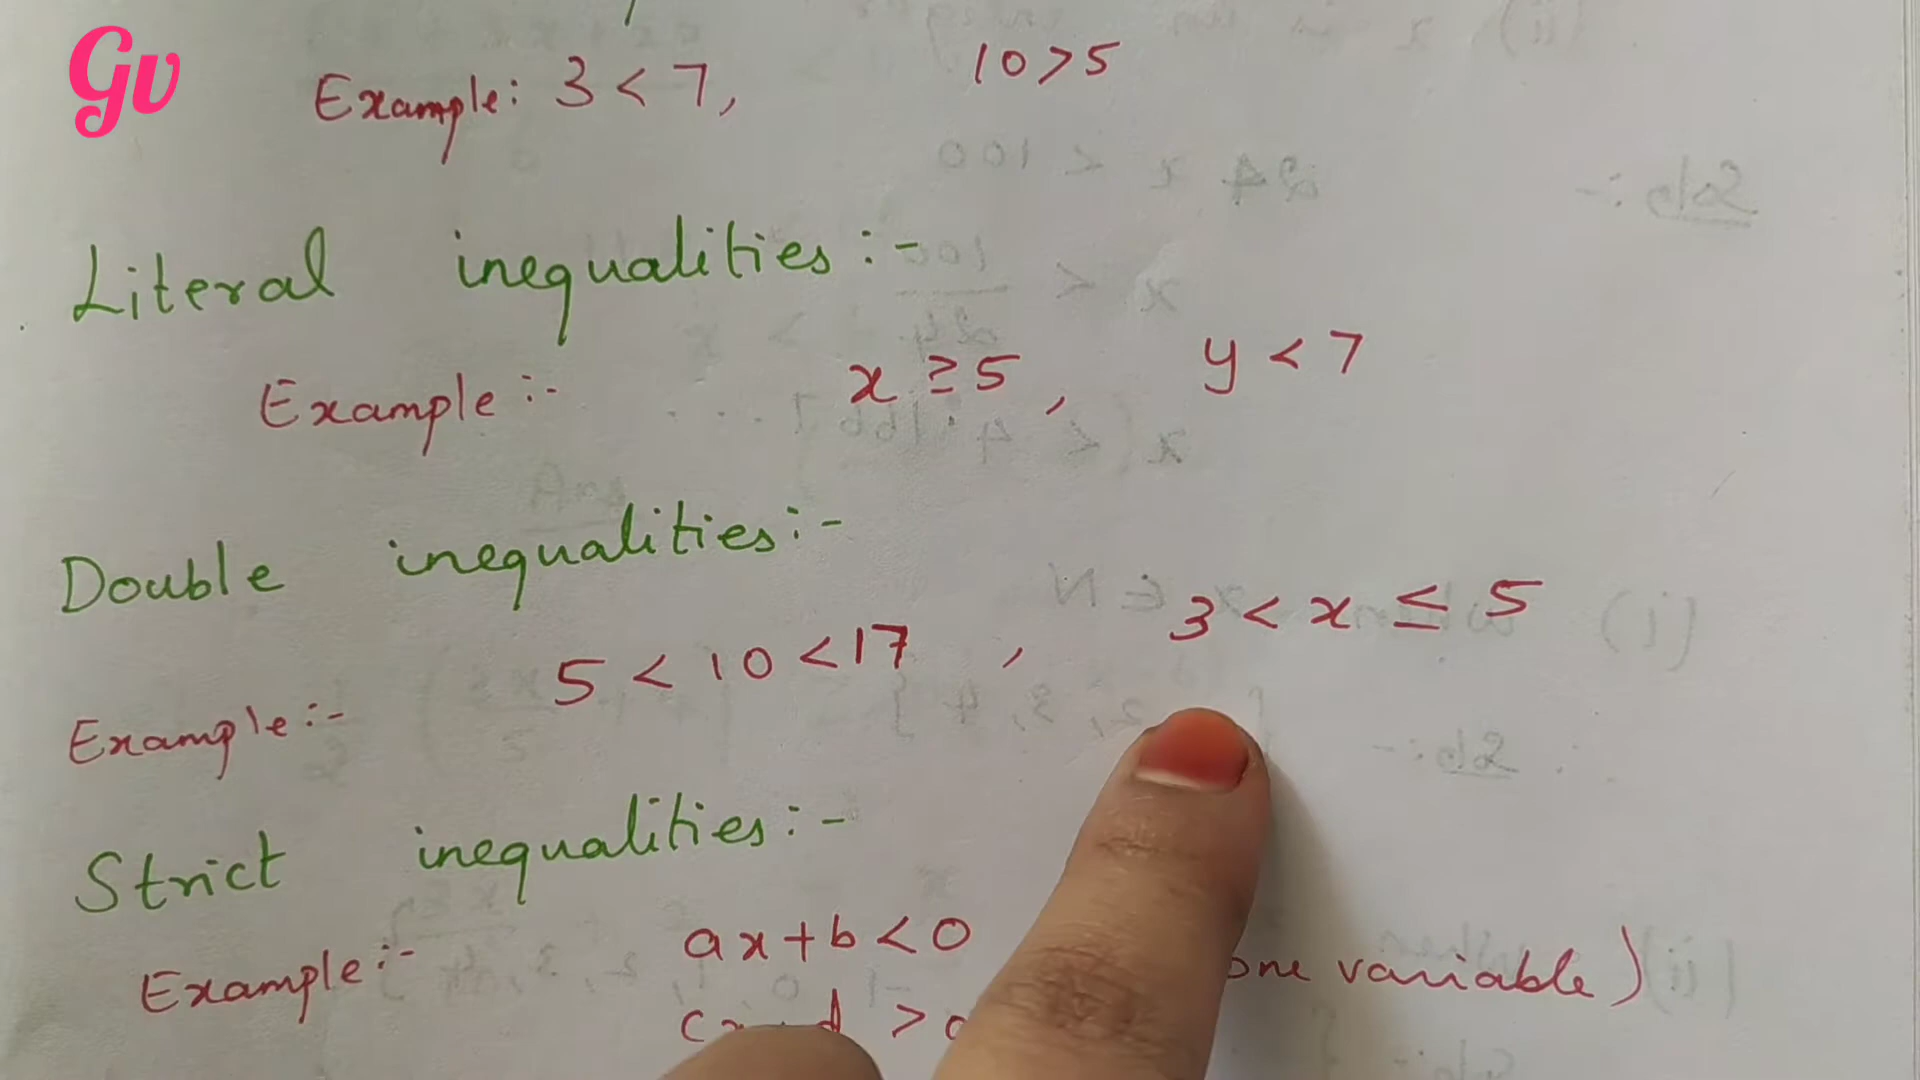 Gv
Example: 3 < 7, 10 > 5
Literal inequalities :-
Example :- x ≥ 5, y < 7
Double inequalities :-
Example :- 5 < 10 < 17, 3 < x ≤ 5
Strict inequalities :-
Example :- ax + b < 0 one variable)